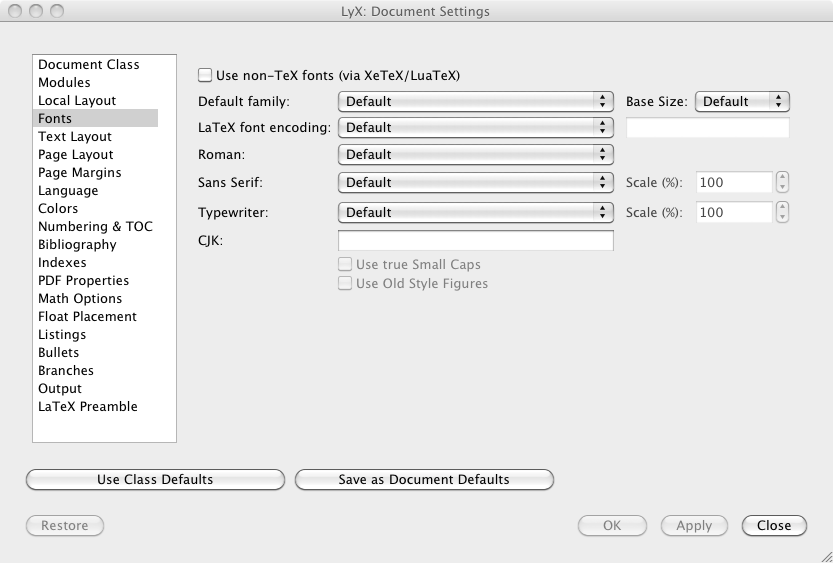 LyX: Document Settings
Document Class
Modules
Local Layout
Fonts
Text Layout
Page Layout
Page Margins
Language
Colors
Numbering & TOC
Bibliography
Indexes
PDF Properties
Math Options
Float Placement
Listings
Bullets
Branches
Output
LaTeX Preamble
Use non-TeX fonts (via XeTeX/LuaTeX)
Default family: Default Base Size: Default
LaTeX font encoding: Default
Roman: Default
Sans Serif: Default Scale (%): 100
Typewriter: Default Scale (%): 100
CJK:
Use true Small Caps
Use Old Style Figures
Use Class Defaults Save as Document Defaults
Restore OK Apply Close